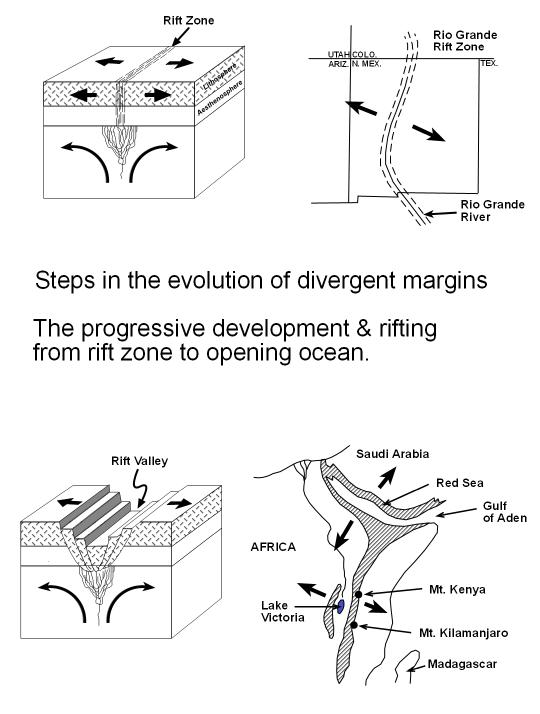 Rift Zone
Lithosphere
Aesthenosphere
Rio Grande
Rift Zone
UTAH COLO.
ARIZ. N. MEX.
TEX.
Rio Grande
River
Steps in the evolution of divergent margins
The progressive development & rifting
from rift zone to opening ocean.
Rift Valley
Saudi Arabia
Red Sea
Gulf
of Aden
AFRICA
Mt. Kenya
Lake
Victoria
Mt. Kilamanjaro
Madagascar